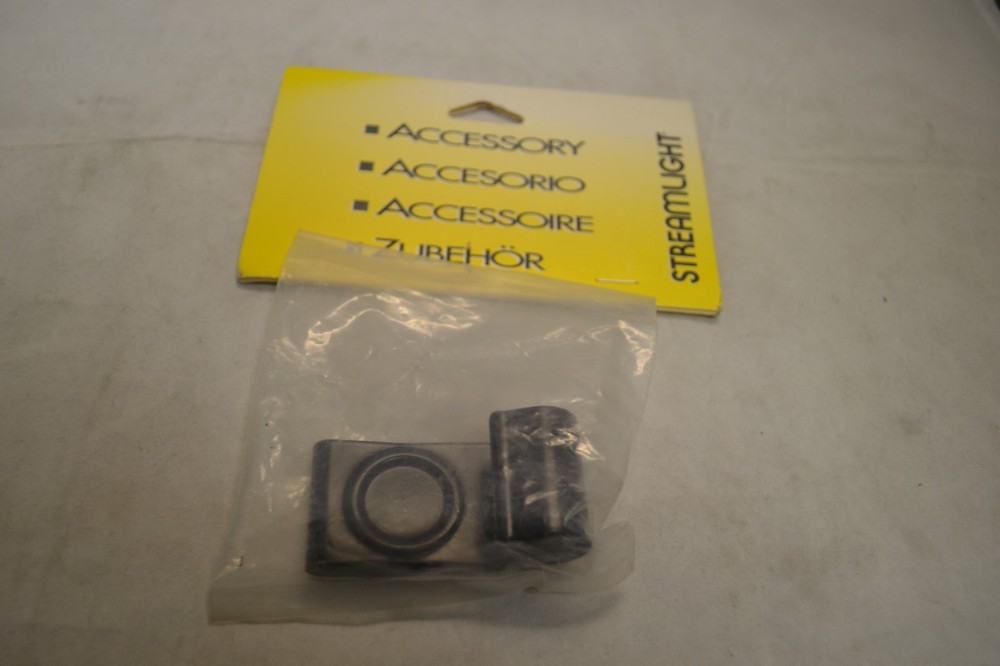 ■ ACCESSORY
■ ACCESORIO
■ ACCESSOIRE
■ ZUBEHÖR
STREAMLIGHT